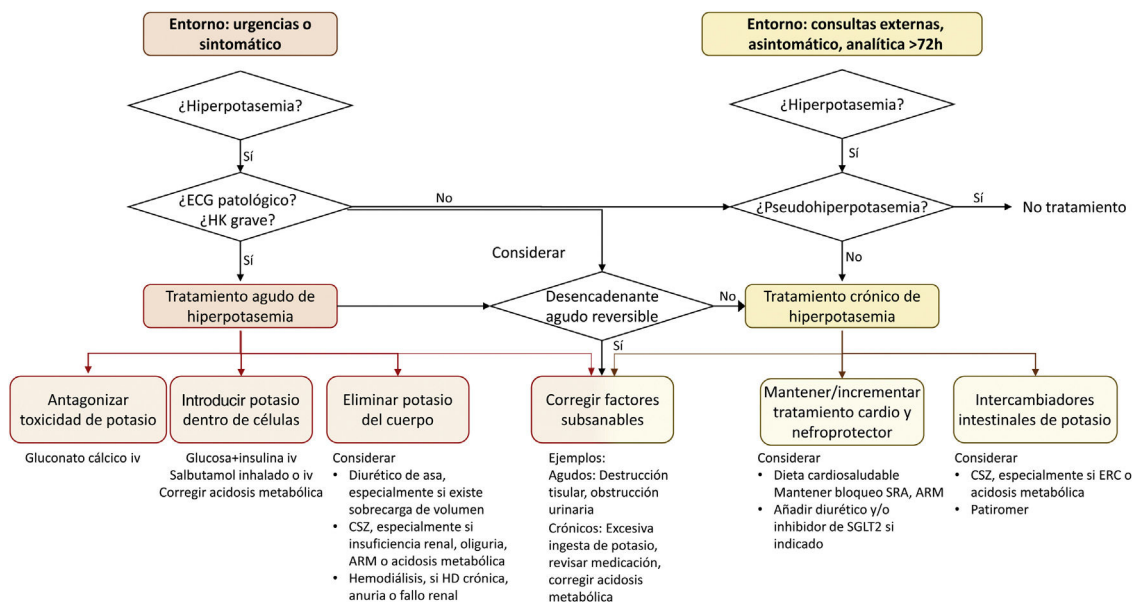 Entorno: urgencias o
sintomático
Entorno: consultas externas,
asintomático, analítica >72h
¿Hiperpotasemia?
¿Hiperpotasemia?
Sí
Sí
¿ECG patológico?
¿HK grave?
No
¿Pseudohiperpotasemia?
Sí
No tratamiento
Considerar
Sí
No
Tratamiento agudo de
hiperpotasemia
Desencadenante
agudo reversible
No
Tratamiento crónico de
hiperpotasemia
Sí
Antagonizar
toxicidad de potasio
Gluconato cálcico iv
Introducir potasio
dentro de células
Glucosa+insulina iv
Salbutamol inhalado o iv
Corregir acidosis metabólica
Eliminar potasio
del cuerpo
Considerar
• Diurético de asa,
especialmente si existe
sobrecarga de volumen
• CSZ, especialmente si
insuficiencia renal, oliguria,
ARM o acidosis metabólica
• Hemodiálisis, si HD crónica,
anuria o fallo renal
Corregir factores
subsanables
Ejemplos:
Agudos: Destrucción
tisular, obstrucción
urinaria
Crónicos: Excesiva
ingesta de potasio,
revisar medicación,
corregir acidosis
metabólica
Mantener/incrementar
tratamiento cardio y
nefroprotector
Considerar
• Dieta cardiosaludable
Mantener bloqueo SRA, ARM
• Añadir diurético y/o
inhibidor de SGLT2 si
indicado
Intercambiadores
intestinales de potasio
Considerar
• CSZ, especialmente si ERC o
acidosis metabólica
• Patiromer